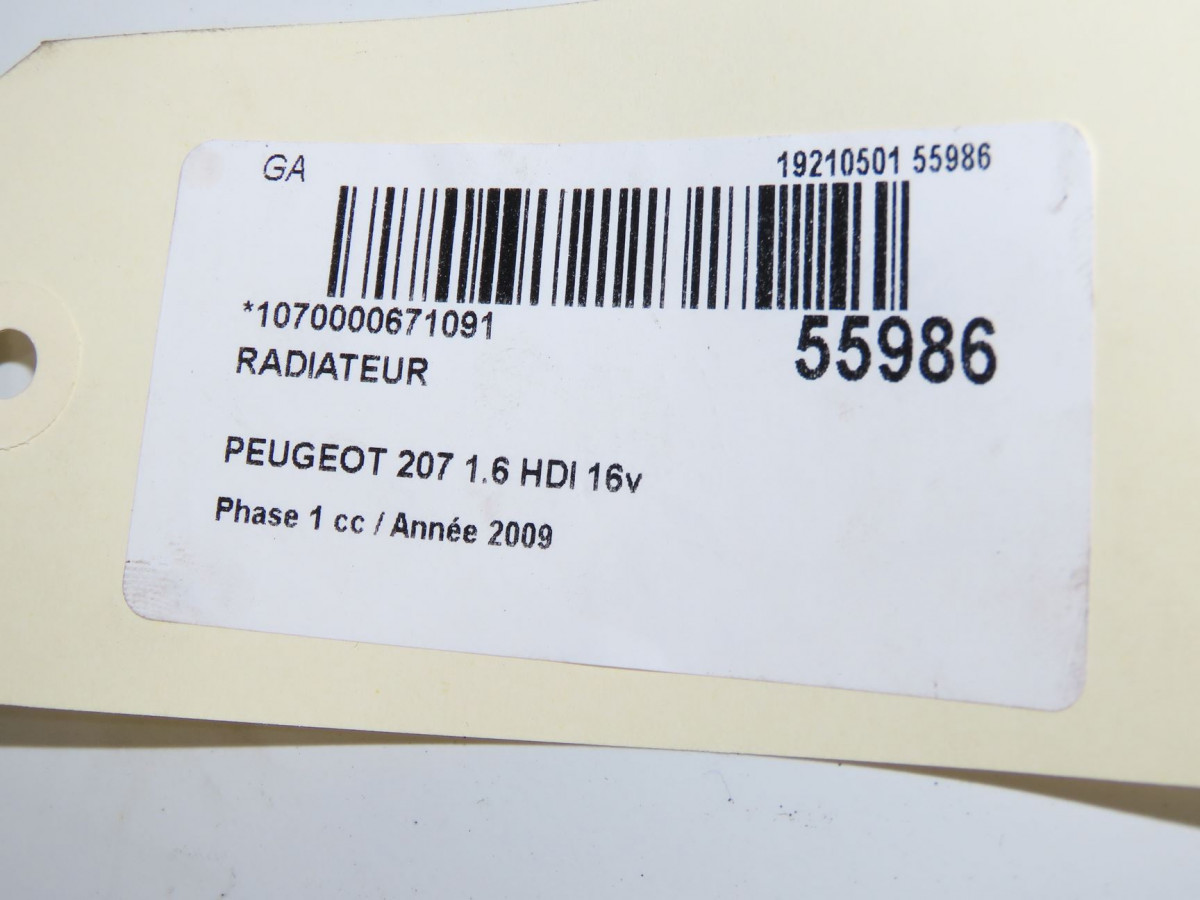 GA
19210501 55986
*1070000671091
55986
RADIATEUR
PEUGEOT 207 1.6 HDI 16v
Phase 1 cc / Année 2009